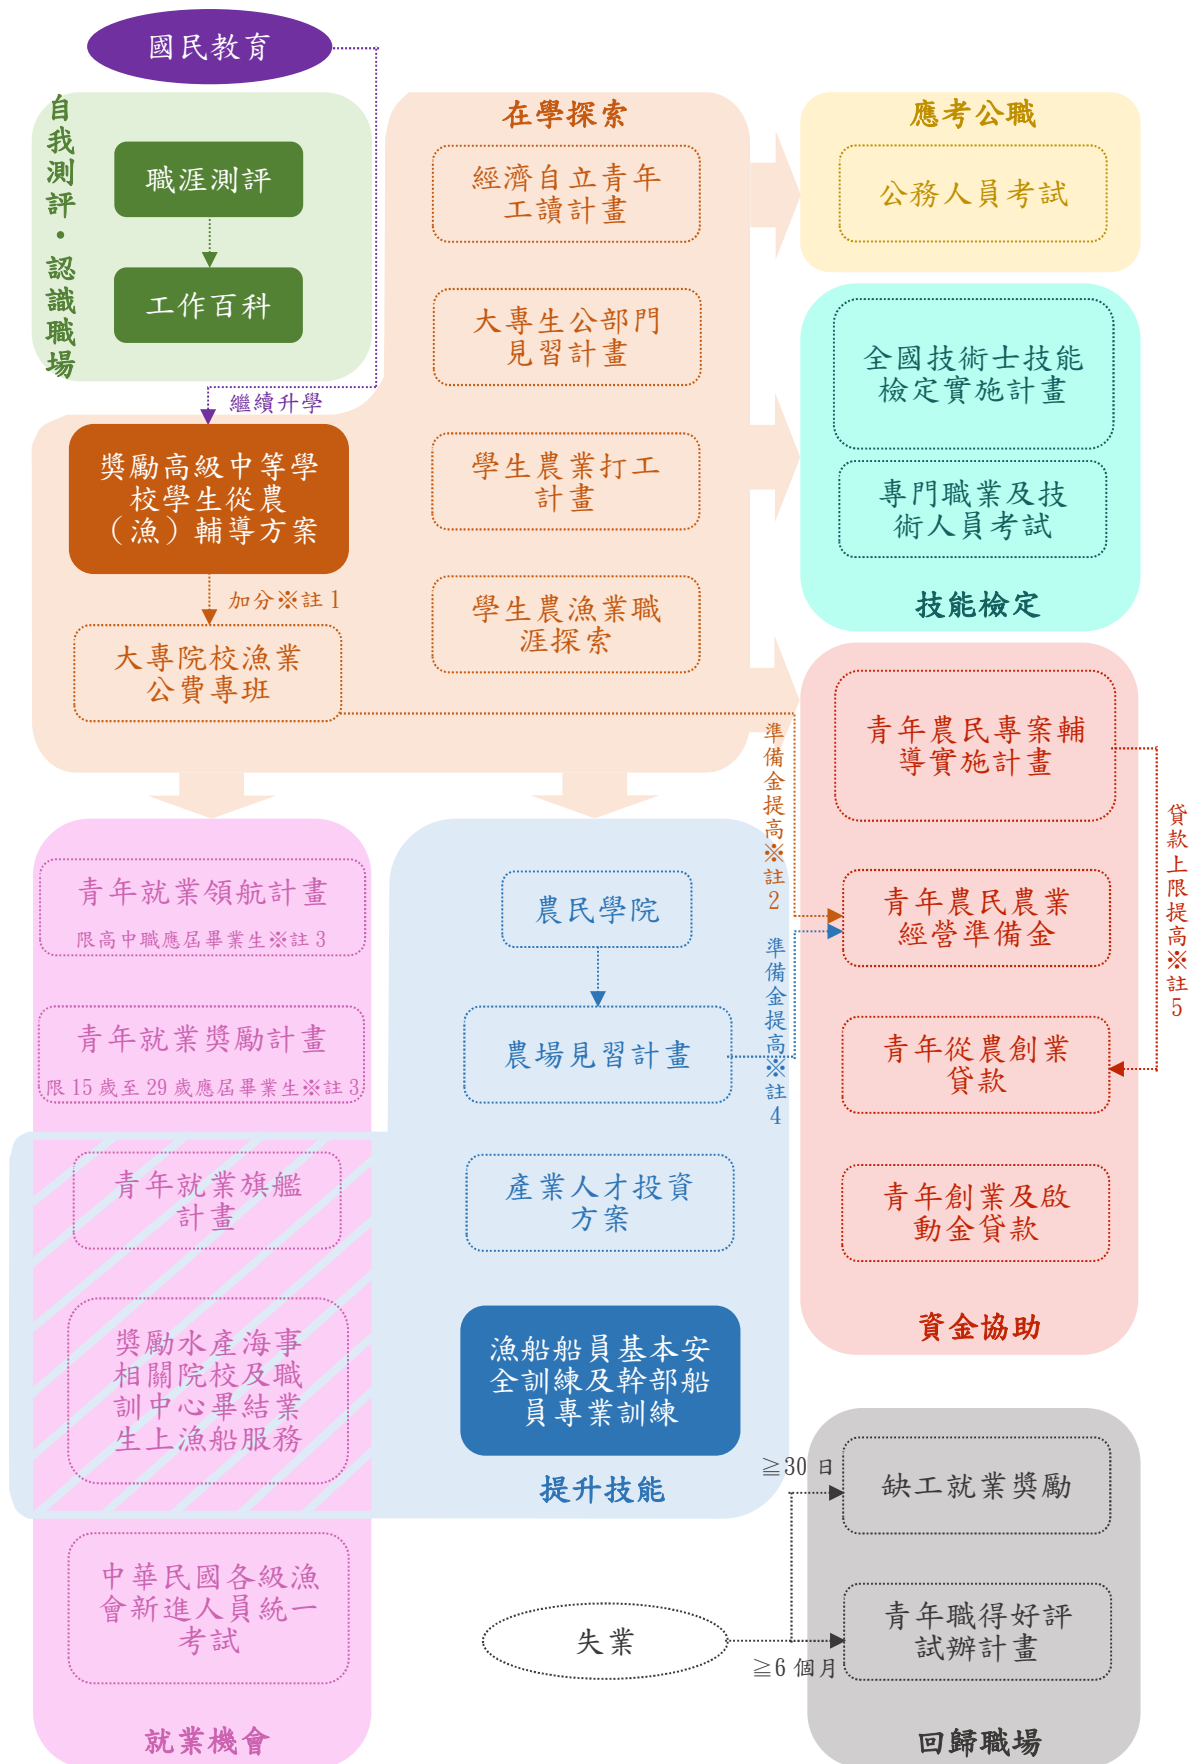 國民教育
自我測評・認識職場
職涯測評
工作百科
繼續升學
在學探索
經濟自立青年
工讀計畫
大專生公部門
見習計畫
學生農業打工
計畫
學生農漁業職
涯探索
獎勵高級中等學
校學生從農
（漁）輔導方案
加分※註 1
大專院校漁業
公費專班
應考公職
公務人員考試
全國技術士技能
檢定實施計畫
專門職業及技
術人員考試
技能檢定
青年農民專案輔
導實施計畫
準備金提高※註 2
貸款上限提高※註 5
青年農民農業
經營準備金
準備金提高※註 4
青年從農創業
貸款
青年創業及啟
動金貸款
資金協助
青年就業領航計畫
限高中職應屆畢業生※註 3
青年就業獎勵計畫
限 15 歲至 29 歲應屆畢業生※註 3
青年就業旗艦
計畫
獎勵水產海事
相關院校及職
訓中心畢結業
生上漁船服務
中華民國各級漁
會新進人員統一
考試
就業機會
農民學院
農場見習計畫
產業人才投資
方案
漁船船員基本安
全訓練及幹部船
員專業訓練
提升技能
失業
≧30 日
≧6 個月
缺工就業獎勵
青年職得好評
試辦計畫
回歸職場